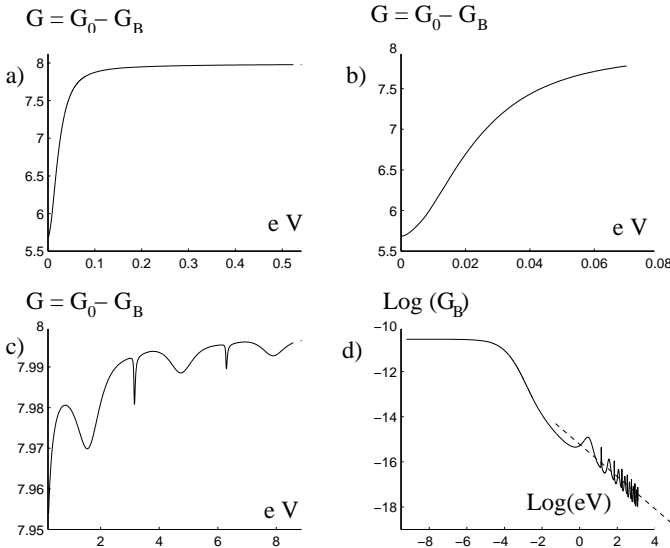 G = G0 – GB
G = G0 – GB
a)
8
7.5
7
6.5
6
5.5
e V
0 0.1 0.2 0.3 0.4 0.5
b)
8
7.5
7
6.5
6
5.5
e V
0 0.02 0.04 0.06 0.08
G = G0 – GB
Log (GB)
c)
8
7.99
7.98
7.97
7.96
7.95
e V
2 4 6 8
d)
−10
−12
−14
−16
−18
Log(eV)
−8 −6 −4 −2 0 2 4